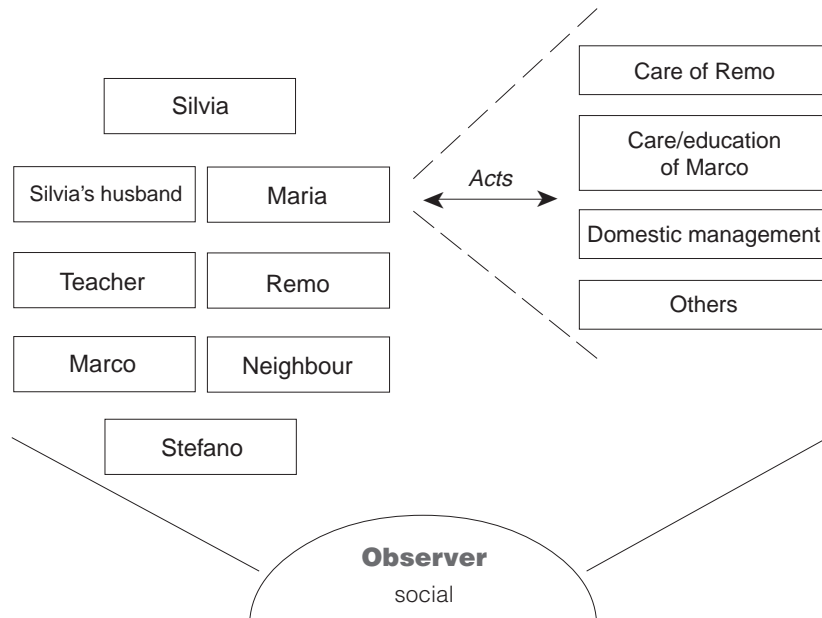 Silvia
Silvia's husband
Maria
Teacher
Remo
Marco
Neighbour
Stefano
Acts
Care of Remo
Care/education
of Marco
Domestic management
Others
Observer
social